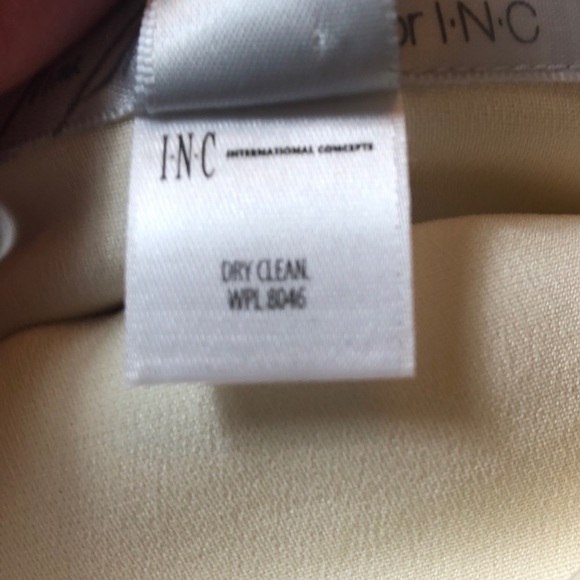 or I·N·C
I·N·C INTERNATIONAL CONCEPTS
DRY CLEAN.
WPL 8046